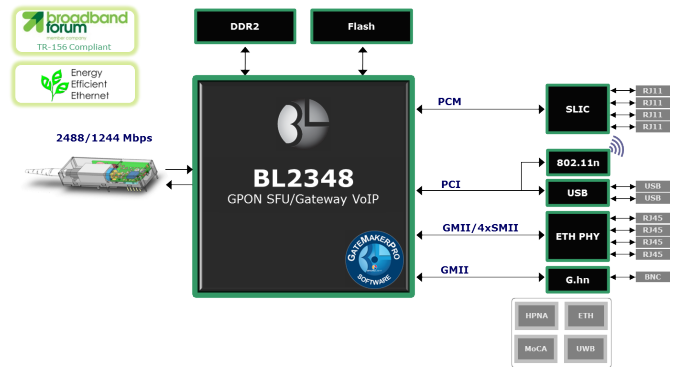 broadband
forum
member company
TR-156 Compliant
Energy
Efficient
Ethernet
DDR2
Flash
2488/1244 Mbps
BL2348
GPON SFU/Gateway VoIP
GATEMAKERPRO
SOFTWARE
PCM
SLIC
RJ11
RJ11
RJ11
RJ11
802.11n
PCI
USB
USB
USB
GMII/4xSMII
ETH PHY
RJ45
RJ45
RJ45
RJ45
GMII
G.hn
BNC
HPNA
ETH
MoCA
UWB